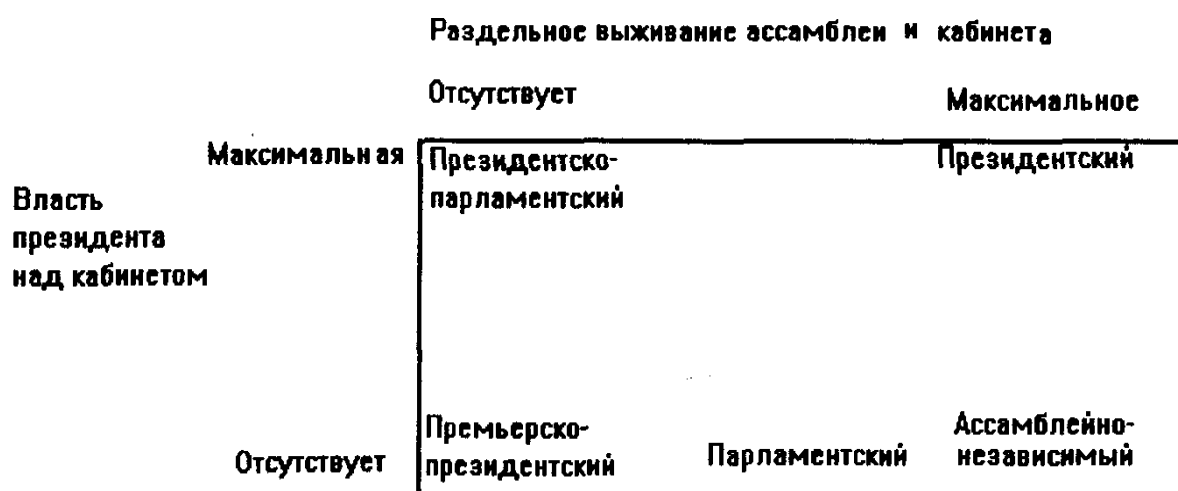 Раздельное выживание ассамблеи и кабинета
Отсутствует Максимальное
Максимальная Президентско- Президентский
парламентский
Власть
президента
над кабинетом
Премьерско- Ассамблейно-
Отсутствует президентский Парламентский независимый